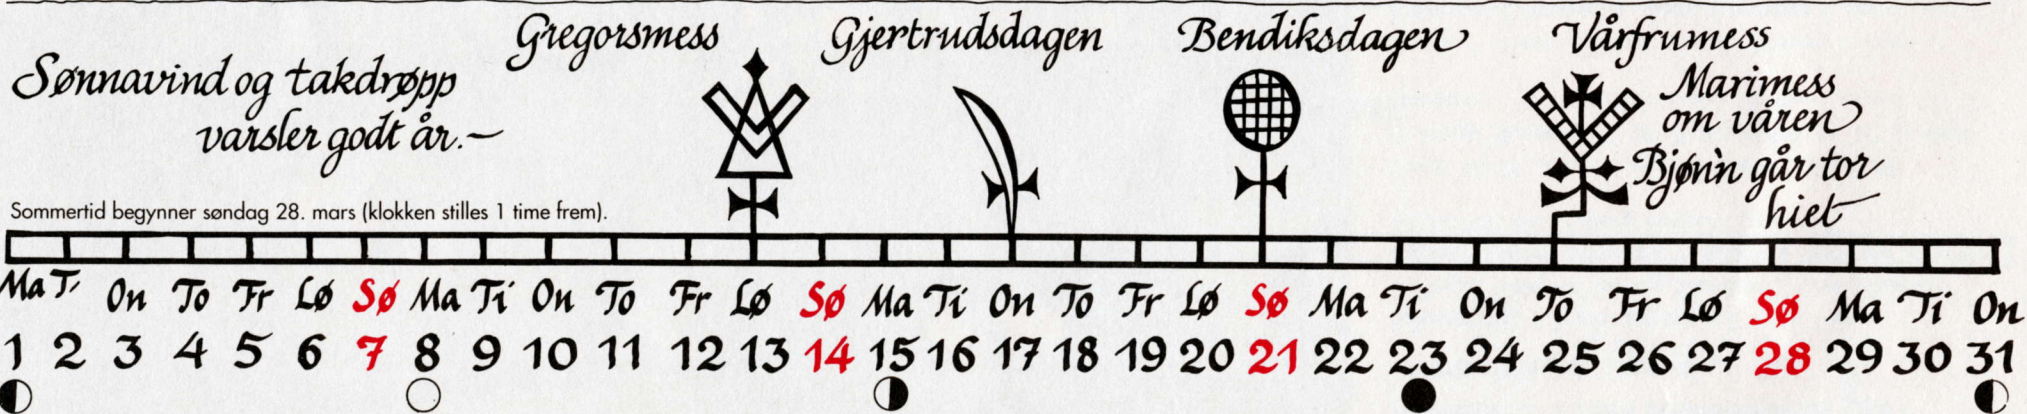 Gregorsmess Gjertrudsdagen Bendiksdagen Vårfrumess
Sønnavind og takdrøpp
varsler godt år.—
Marimess
om våren
Bjønn går tor
hiet
Sommertid begynner søndag 28. mars (klokken stilles 1 time frem).
Ma Ti On To Fr Lø Sø Ma Ti On To Fr Lø Sø Ma Ti On To Fr Lø Sø Ma Ti On To Fr Lø Sø Ma Ti On
1 2 3 4 5 6 7 8 9 10 11 12 13 14 15 16 17 18 19 20 21 22 23 24 25 26 27 28 29 30 31